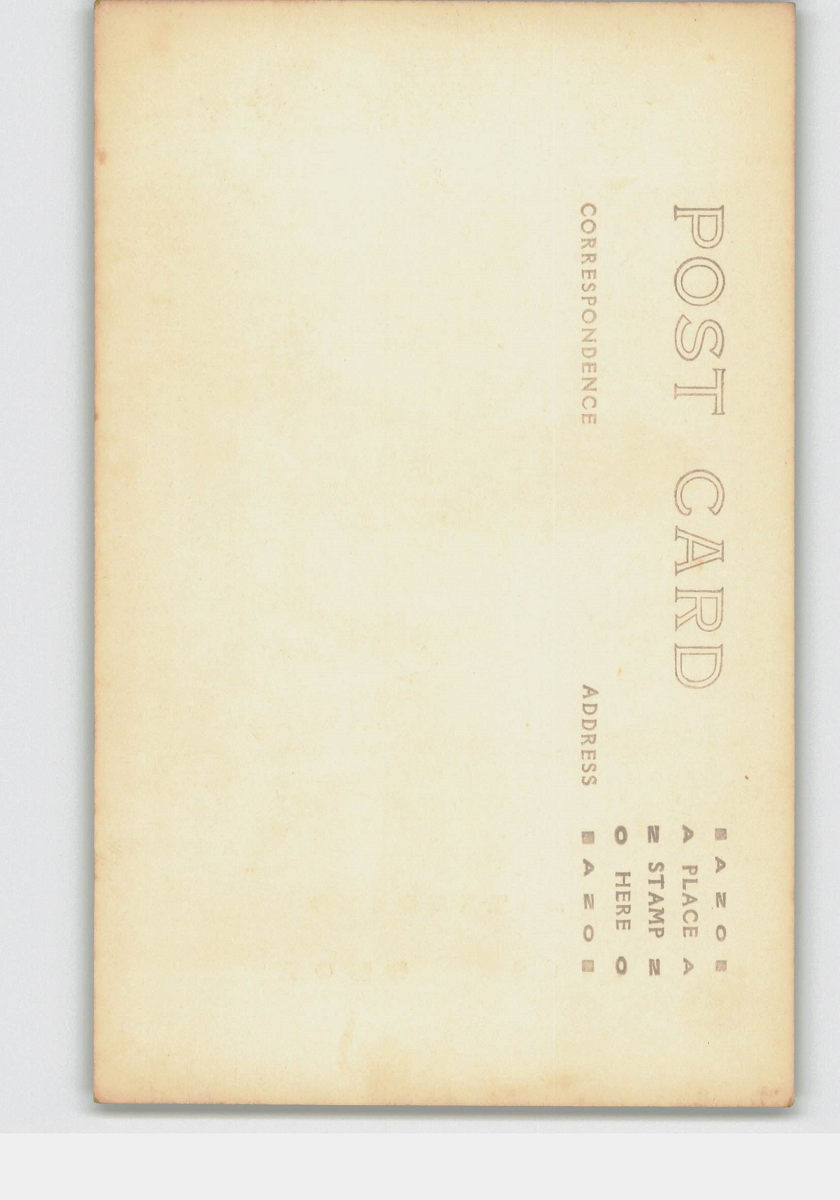 POST CARD
CORRESPONDENCE
ADDRESS
AZO
A PLACE A
Z STAMP Z
O HERE O
AZO